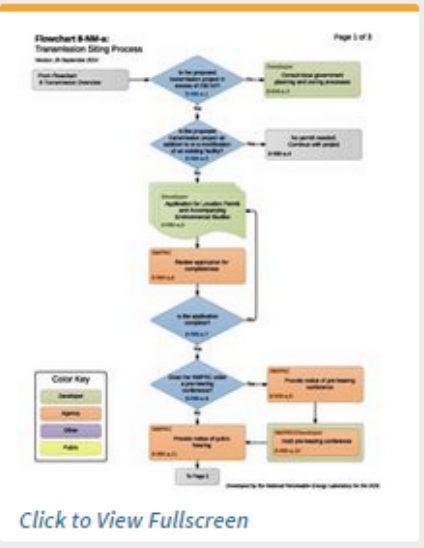 Flowchart 8-NM-a:
Transmission Siting Process
Page 1 of 3
From Flowchart
8 Transmission Overview
Is the proposed
transmission project in
excess of
Developer
Consult local government
planning and zoning processes
Is the proposed
transmission project an
addition to or a modification
of an existing facility?
No permit needed.
Continue with project
Developer
Application for Location Permit
and Accompanying
Environmental Studies
NMPRC
Review application for
completeness
Is the application
complete?
Does the NMPRC order
a pre-hearing
conference?
NMPRC
Provide notice of pre-hearing
conference
NMPRC/Developer
Hold pre-hearing conference
NMPRC
Provide notice of public
hearing
To Page 2
Color Key
Developer
Agency
Other
Public
Developed by the National Renewable Energy Laboratory for the DOE
Click to View Fullscreen